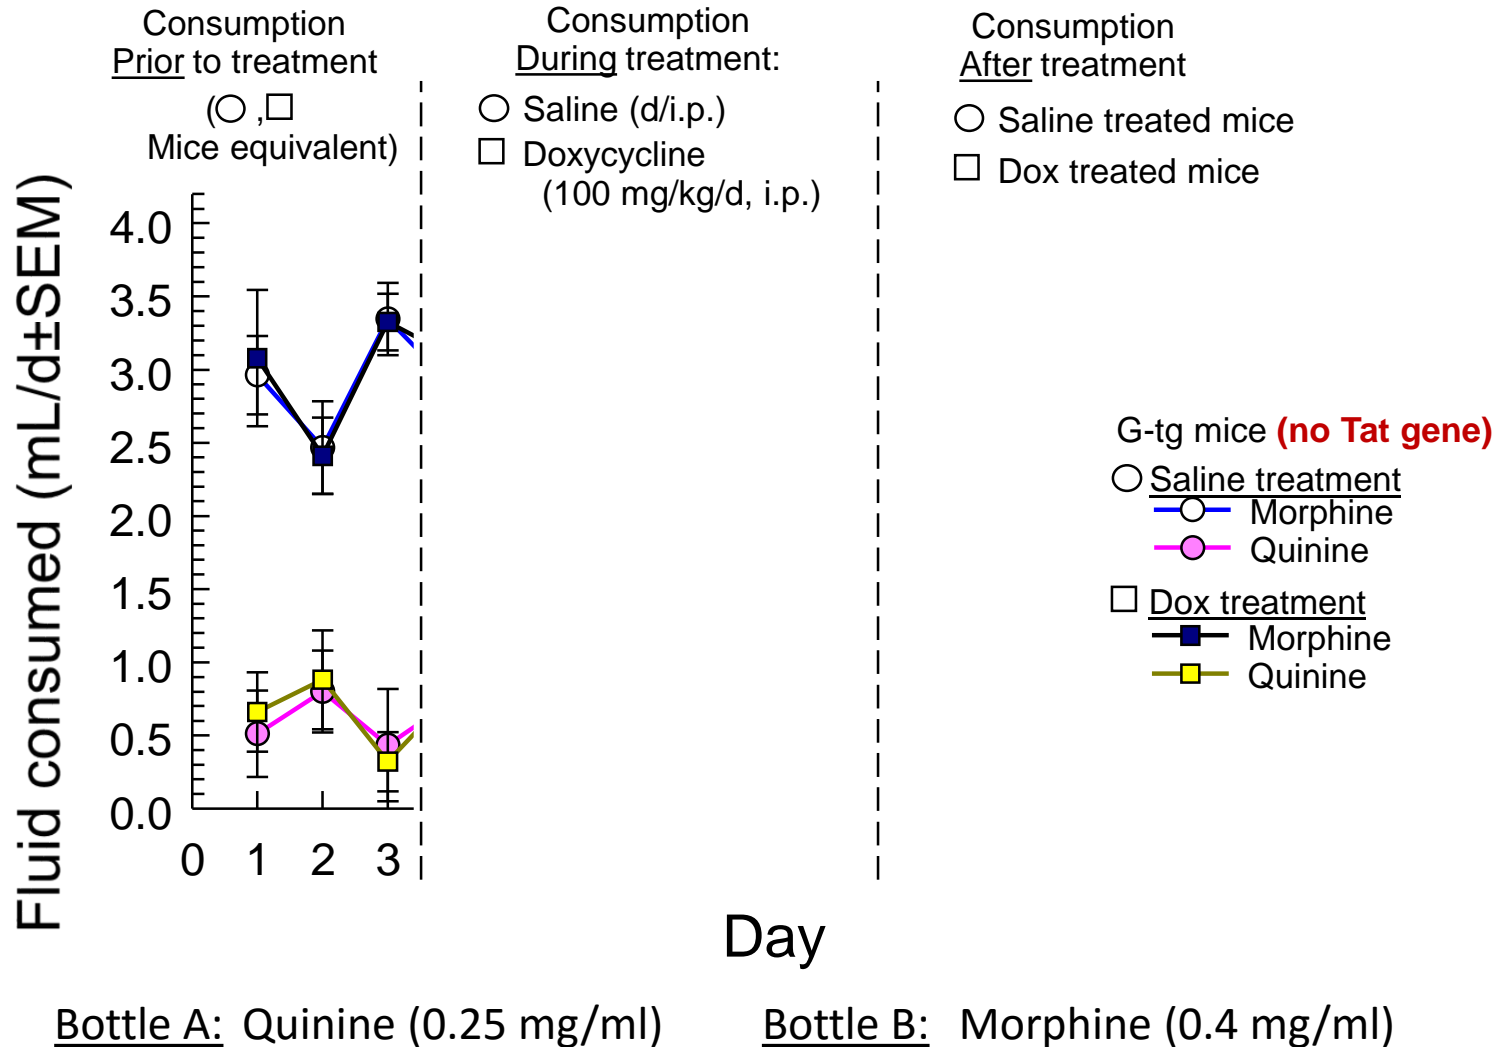 Consumption
Prior to treatment
( , 
Mice equivalent)
Consumption
During treatment:
Saline (d/i.p.)
Doxycycline
(100 mg/kg/d, i.p.)
Consumption
After treatment
Saline treated mice
Dox treated mice
Fluid consumed (mL/d±SEM)
4.0
3.5
3.0
2.5
2.0
1.5
1.0
0.5
0.0
0 1 2 3
G-tg mice (no Tat gene)
Saline treatment
Morphine
Quinine
Dox treatment
Morphine
Quinine
Day
Bottle A: Quinine (0.25 mg/ml) Bottle B: Morphine (0.4 mg/ml)